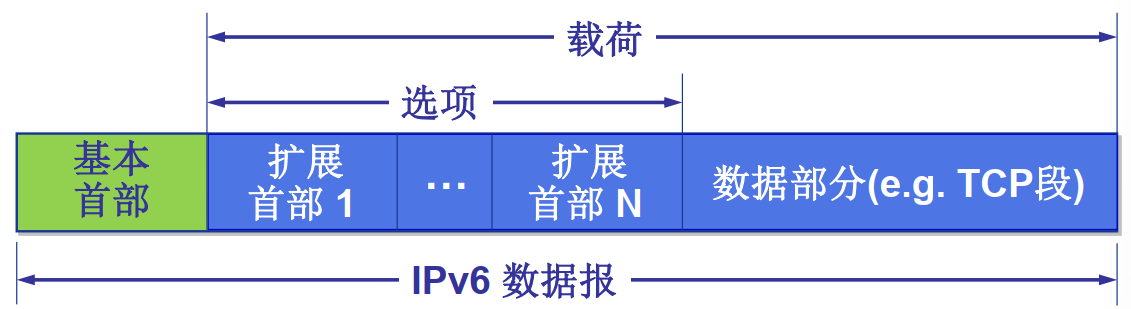 载荷
选项
基本
首部
扩展
首部 1
...
扩展
首部 N
数据部分(e.g. TCP段)
IPv6 数据报